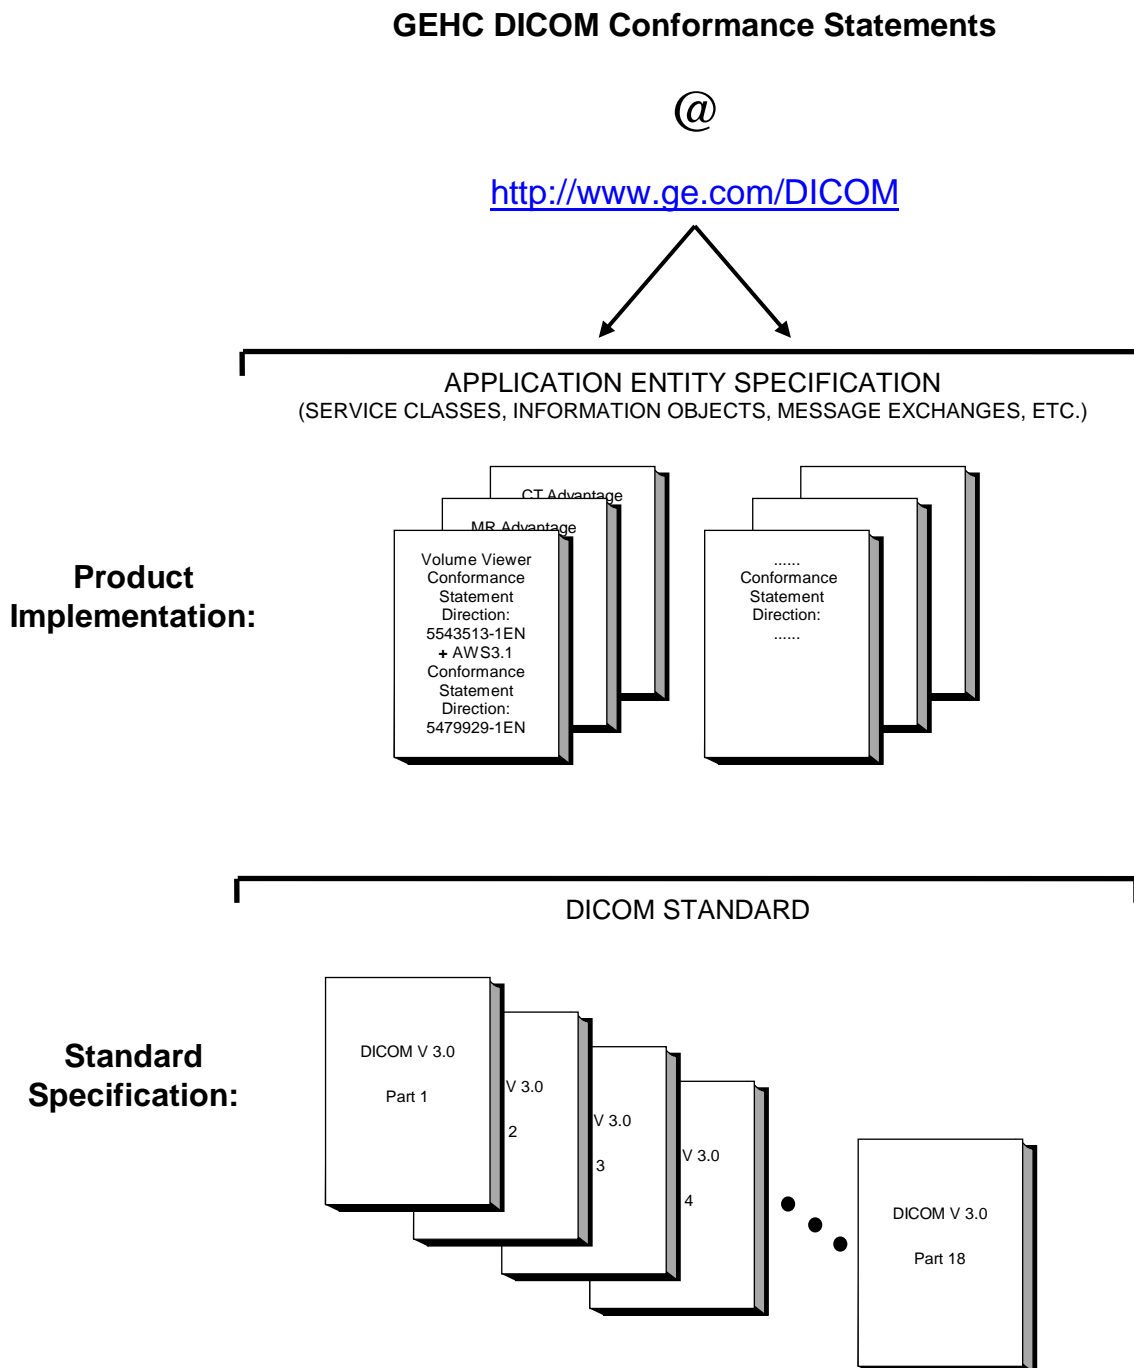 GEHC DICOM Conformance Statements
@
http://www.ge.com/DICOM
APPLICATION ENTITY SPECIFICATION
(SERVICE CLASSES, INFORMATION OBJECTS, MESSAGE EXCHANGES, ETC.)
Product
Implementation:
CT Advantage
MR Advantage
Volume Viewer
Conformance
Statement
Direction:
5543513-1EN
+ AWS3.1
Conformance
Statement
Direction:
5479929-1EN
......
Conformance
Statement
Direction:
......
DICOM STANDARD
Standard
Specification:
DICOM V 3.0
Part 1
V 3.0
2
V 3.0
3
V 3.0
4
DICOM V 3.0
Part 18